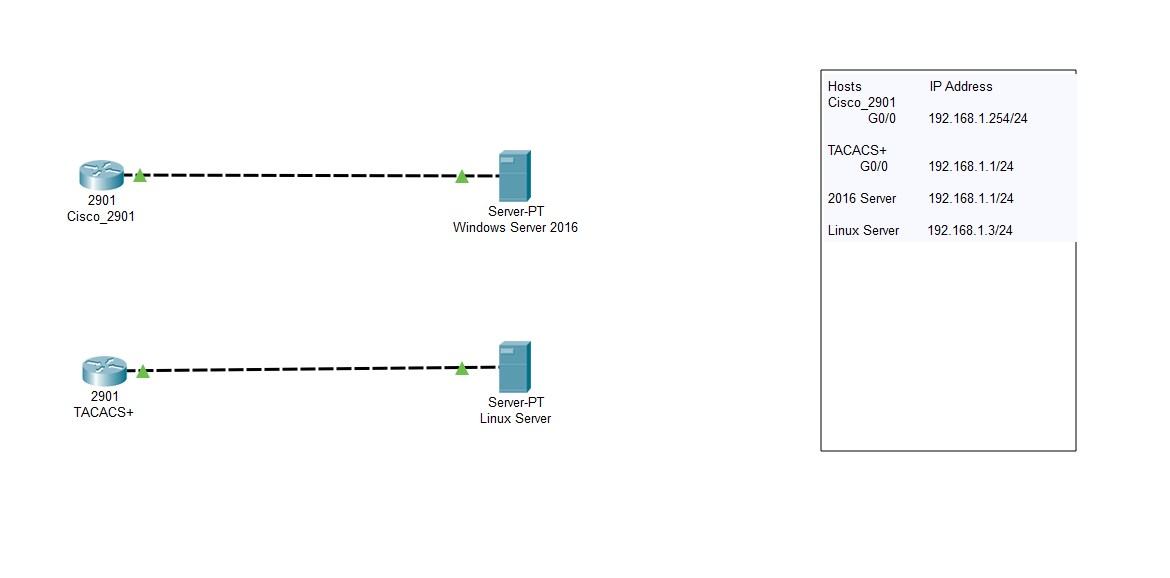 2901
Cisco_2901
Server-PT
Windows Server 2016
2901
TACACS+
Server-PT
Linux Server
Hosts IP Address
Cisco_2901
G0/0 192.168.1.254/24
TACACS+
G0/0 192.168.1.1/24
2016 Server 192.168.1.1/24
Linux Server 192.168.1.3/24